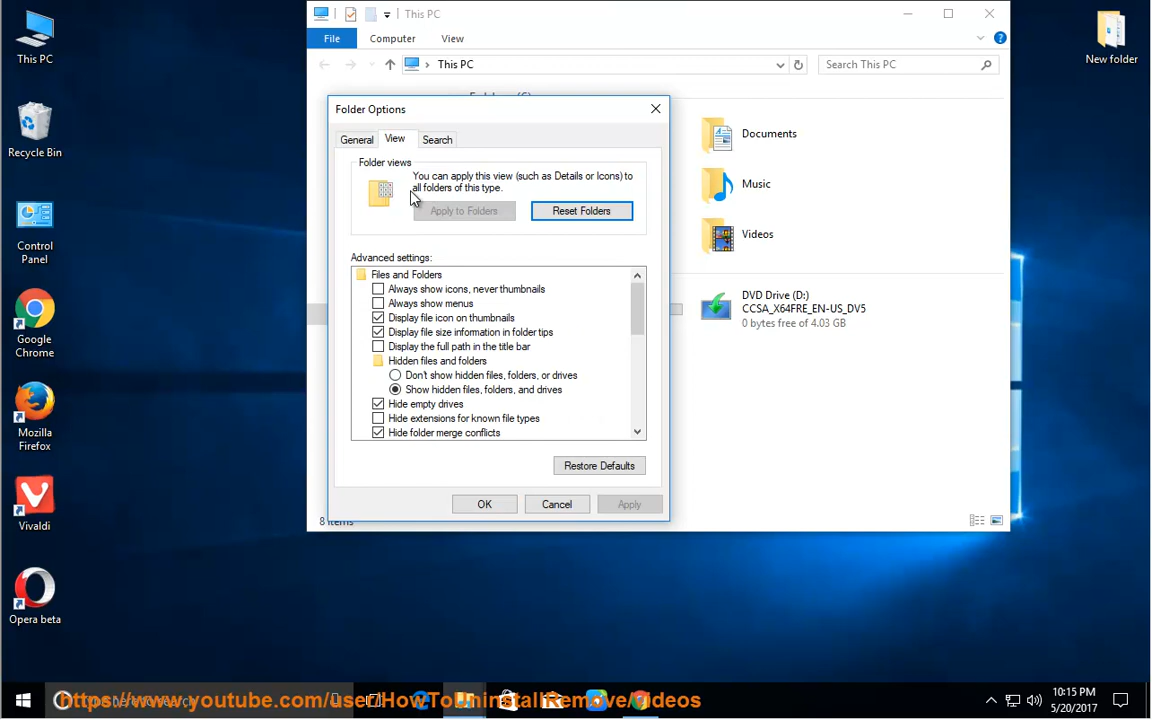 This PC
This PC
File
Computer
View
This PC
Search This PC
New folder
Recycle Bin
Control
Panel
Google
Chrome
Mozilla
Firefox
Vivaldi
Opera beta
Folder Options
General
View
Search
Folder views
You can apply this view (such as Details or Icons) to
all folders of this type.
Apply to Folders
Reset Folders
Advanced settings:
Files and Folders
Always show icons, never thumbnails
Always show menus
Display file icon on thumbnails
Display file size information in folder tips
Display the full path in the title bar
Hidden files and folders
Don't show hidden files, folders, or drives
Show hidden files, folders, and drives
Hide empty drives
Hide extensions for known file types
Hide folder merge conflicts
Restore Defaults
OK
Cancel
Apply
Documents
Music
Videos
DVD Drive (D:)
CCSA_X64FRE_EN-US_DV5
0 bytes free of 4.03 GB
8 items
https://www.youtube.com/user/HowToUninstallRemove/videos
10:15 PM
5/20/2017